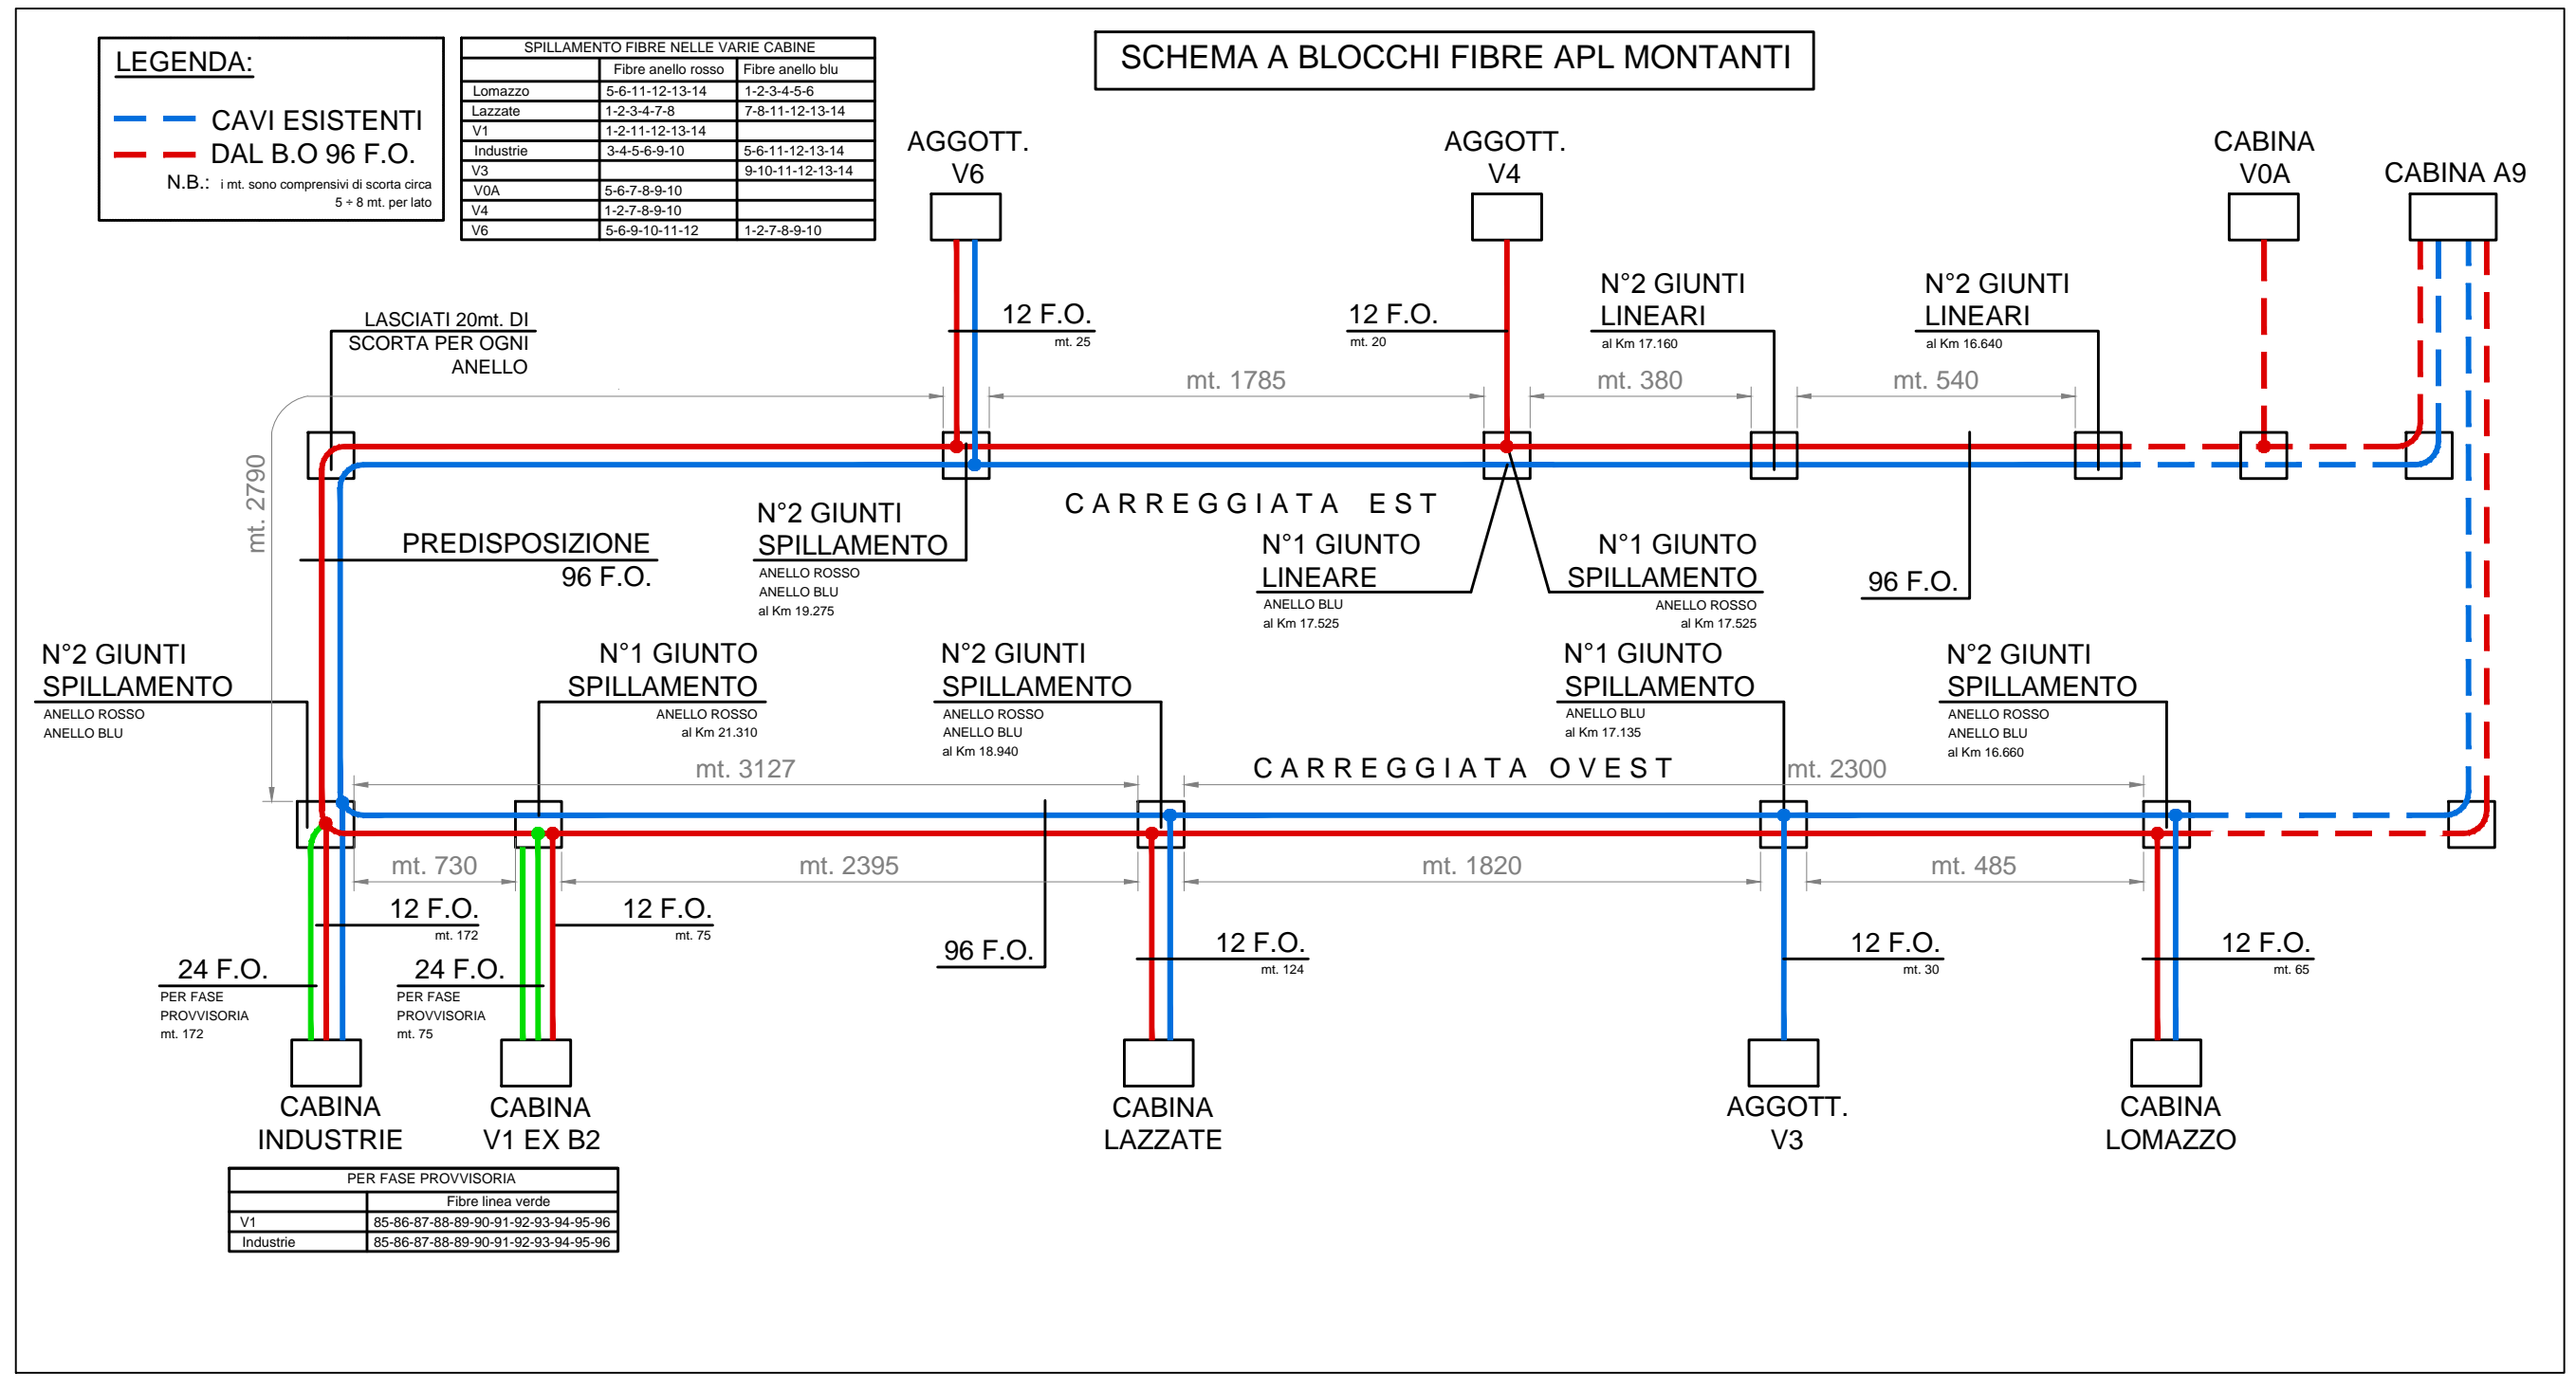 SCHEMA A BLOCCHI FIBRE APL MONTANTI
LEGENDA:
CAVI ESISTENTI
DAL B.O 96 F.O.
N.B.: i mt. sono comprensivi di scorta circa
5 ÷ 8 mt. per lato
SPILLAMENTO FIBRE NELLE VARIE CABINE
Fibre anello rosso Fibre anello blu
Lomazzo 5-6-11-12-13-14 1-2-3-4-5-6
Lazzate 1-2-3-4-7-8 7-8-11-12-13-14
V1 1-2-11-12-13-14
Industrie 3-4-5-6-9-10 5-6-11-12-13-14
V3 9-10-11-12-13-14
V0A 5-6-7-8-9-10
V4 1-2-7-8-9-10
V6 5-6-9-10-11-12 1-2-7-8-9-10
AGGOTT.
V6
AGGOTT.
V4
CABINA
V0A
CABINA A9
LASCIATI 20mt. DI
SCORTA PER OGNI
ANELLO
12 F.O.
mt. 25
12 F.O.
mt. 20
N°2 GIUNTI
LINEARI
al Km 17.160
N°2 GIUNTI
LINEARI
al Km 16.640
mt. 1785
mt. 380
mt. 540
mt. 2790
CARREGGIATA EST
PREDISPOSIZIONE
96 F.O.
N°2 GIUNTI
SPILLAMENTO
ANELLO ROSSO
ANELLO BLU
al Km 19.275
N°1 GIUNTO
LINEARE
ANELLO BLU
al Km 17.525
N°1 GIUNTO
SPILLAMENTO
ANELLO ROSSO
al Km 17.525
96 F.O.
N°2 GIUNTI
SPILLAMENTO
ANELLO ROSSO
ANELLO BLU
N°1 GIUNTO
SPILLAMENTO
ANELLO ROSSO
al Km 21.310
N°2 GIUNTI
SPILLAMENTO
ANELLO ROSSO
ANELLO BLU
al Km 18.940
N°1 GIUNTO
SPILLAMENTO
ANELLO BLU
al Km 17.135
N°2 GIUNTI
SPILLAMENTO
ANELLO ROSSO
ANELLO BLU
al Km 16.660
mt. 3127
CARREGGIATA OVEST
mt. 2300
mt. 730
mt. 2395
mt. 1820
mt. 485
12 F.O.
mt. 172
12 F.O.
mt. 75
24 F.O.
PER FASE
PROVVISORIA
mt. 172
24 F.O.
PER FASE
PROVVISORIA
mt. 75
96 F.O.
12 F.O.
mt. 124
12 F.O.
mt. 30
12 F.O.
mt. 65
CABINA
INDUSTRIE
CABINA
V1 EX B2
CABINA
LAZZATE
AGGOTT.
V3
CABINA
LOMAZZO
PER FASE PROVVISORIA
Fibre linea verde
V1 85-86-87-88-89-90-91-92-93-94-95-96
Industrie 85-86-87-88-89-90-91-92-93-94-95-96